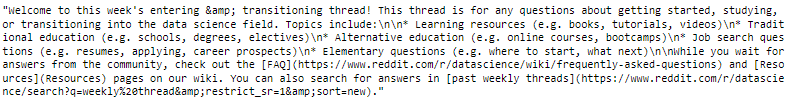 "Welcome to this week's entering &amp; transitioning thread! This thread is for any questions about getting started, studying,
or transitioning into the data science field. Topics include:\n\n* Learning resources (e.g. books, tutorials, videos)\n* Tradit
ional education (e.g. schools, degrees, electives)\n* Alternative education (e.g. online courses, bootcamps)\n* Job search ques
tions (e.g. resumes, applying, career prospects)\n* Elementary questions (e.g. where to start, what next)\n\nWhile you wait for
answers from the community, check out the [FAQ](https://www.reddit.com/r/datascience/wiki/frequently-asked-questions) and [Reso
urces](Resources) pages on our wiki. You can also search for answers in [past weekly threads](https://www.reddit.com/r/datascie
nce/search?q=weekly%20thread&amp;restrict_sr=1&amp;sort=new)."